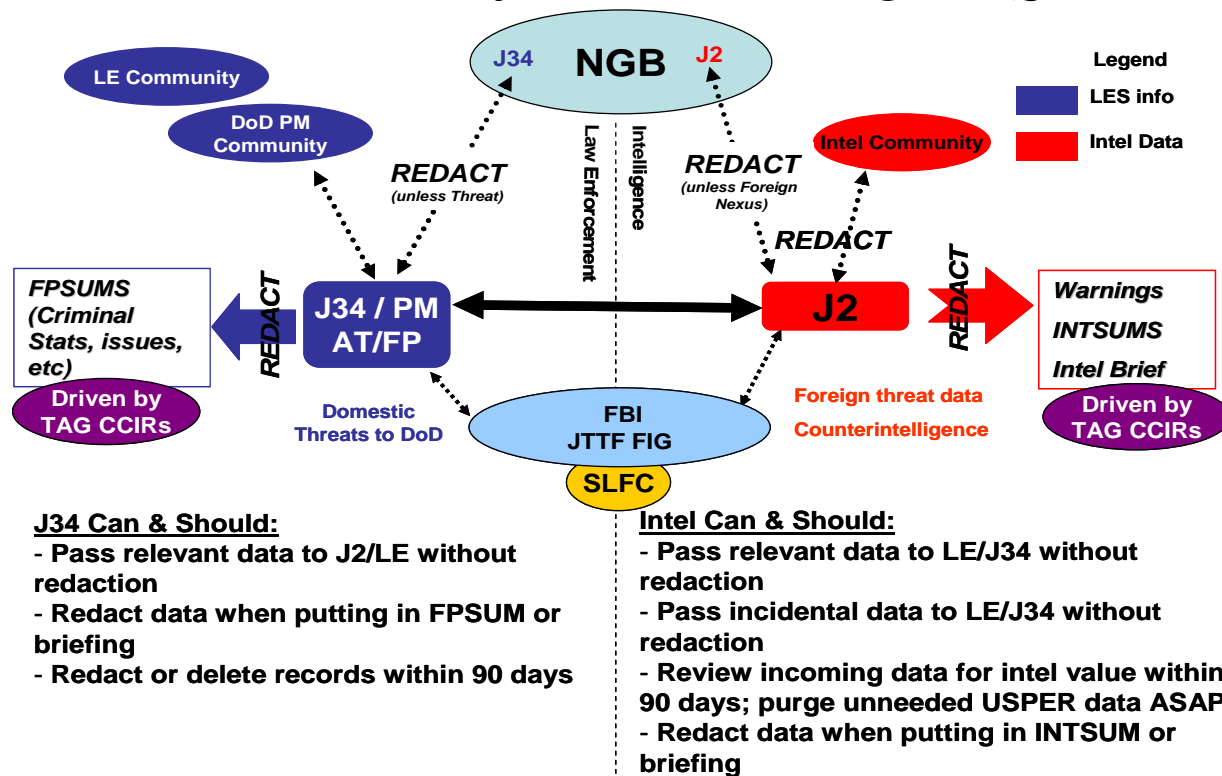 J34
NGB
J2
Legend
LES info
Intel Data
LE Community
DoD PM
Community
REDACT
(unless Threat)
Law Enforcement
Intelligence
REDACT
(unless Foreign
Nexus)
Intel Community
REDACT
FPSUMS
(Criminal
Stats, issues,
etc)
REDACT
J34 / PM
AT/FP
J2
REDACT
Warnings
INTSUMS
Intel Brief
Driven by
TAG CCIRs
Domestic
Threats to DoD
FBI
JTTF FIG
SLFC
Foreign threat data
Counterintelligence
Driven by
TAG CCIRs
J34 Can & Should:
- Pass relevant data to J2/LE without
redaction
- Redact data when putting in FPSUM or
briefing
- Redact or delete records within 90 days
Intel Can & Should:
- Pass relevant data to LE/J34 without
redaction
- Pass incidental data to LE/J34 without
redaction
- Review incoming data for intel value within
90 days; purge unneeded USPER data ASAP
- Redact data when putting in INTSUM or
briefing